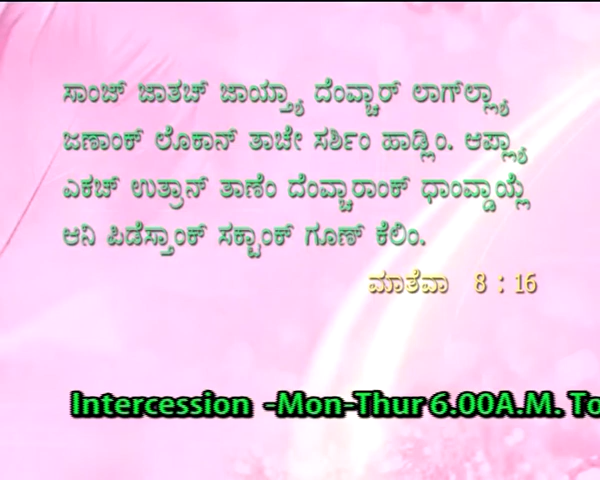 ಸಾಂಜ್ ಜಾತಚ್ ಜಾಯ್ತ್ಯಾ ದೆಂವ್ಚಾರ್ ಲಾಗ್‌ಲ್ಲ್ಯಾ
ಜಣಾಂಕ್ ಲೊಕಾನ್ ತಾಚೇ ಸರ್ಶಿಂ ಹಾಡ್ಲಿಂ. ಆಪ್ಲ್ಯಾ
ಎಕಚ್ ಉತ್ರಾನ್ ತಾಣೆಂ ದೆಂವ್ಚಾರಾಂಕ್ ಧಾಂವ್ಡಾಯ್ಲೆ
ಆನಿ ಪಿಡೆಸ್ತಾಂಕ್ ಸಕ್ಟಾಂಕ್ ಗೂಣ್ ಕೆಲಿಂ.
ಮಾತೆವಾ 8 : 16
Intercession -Mon-Thur 6.00A.M. To